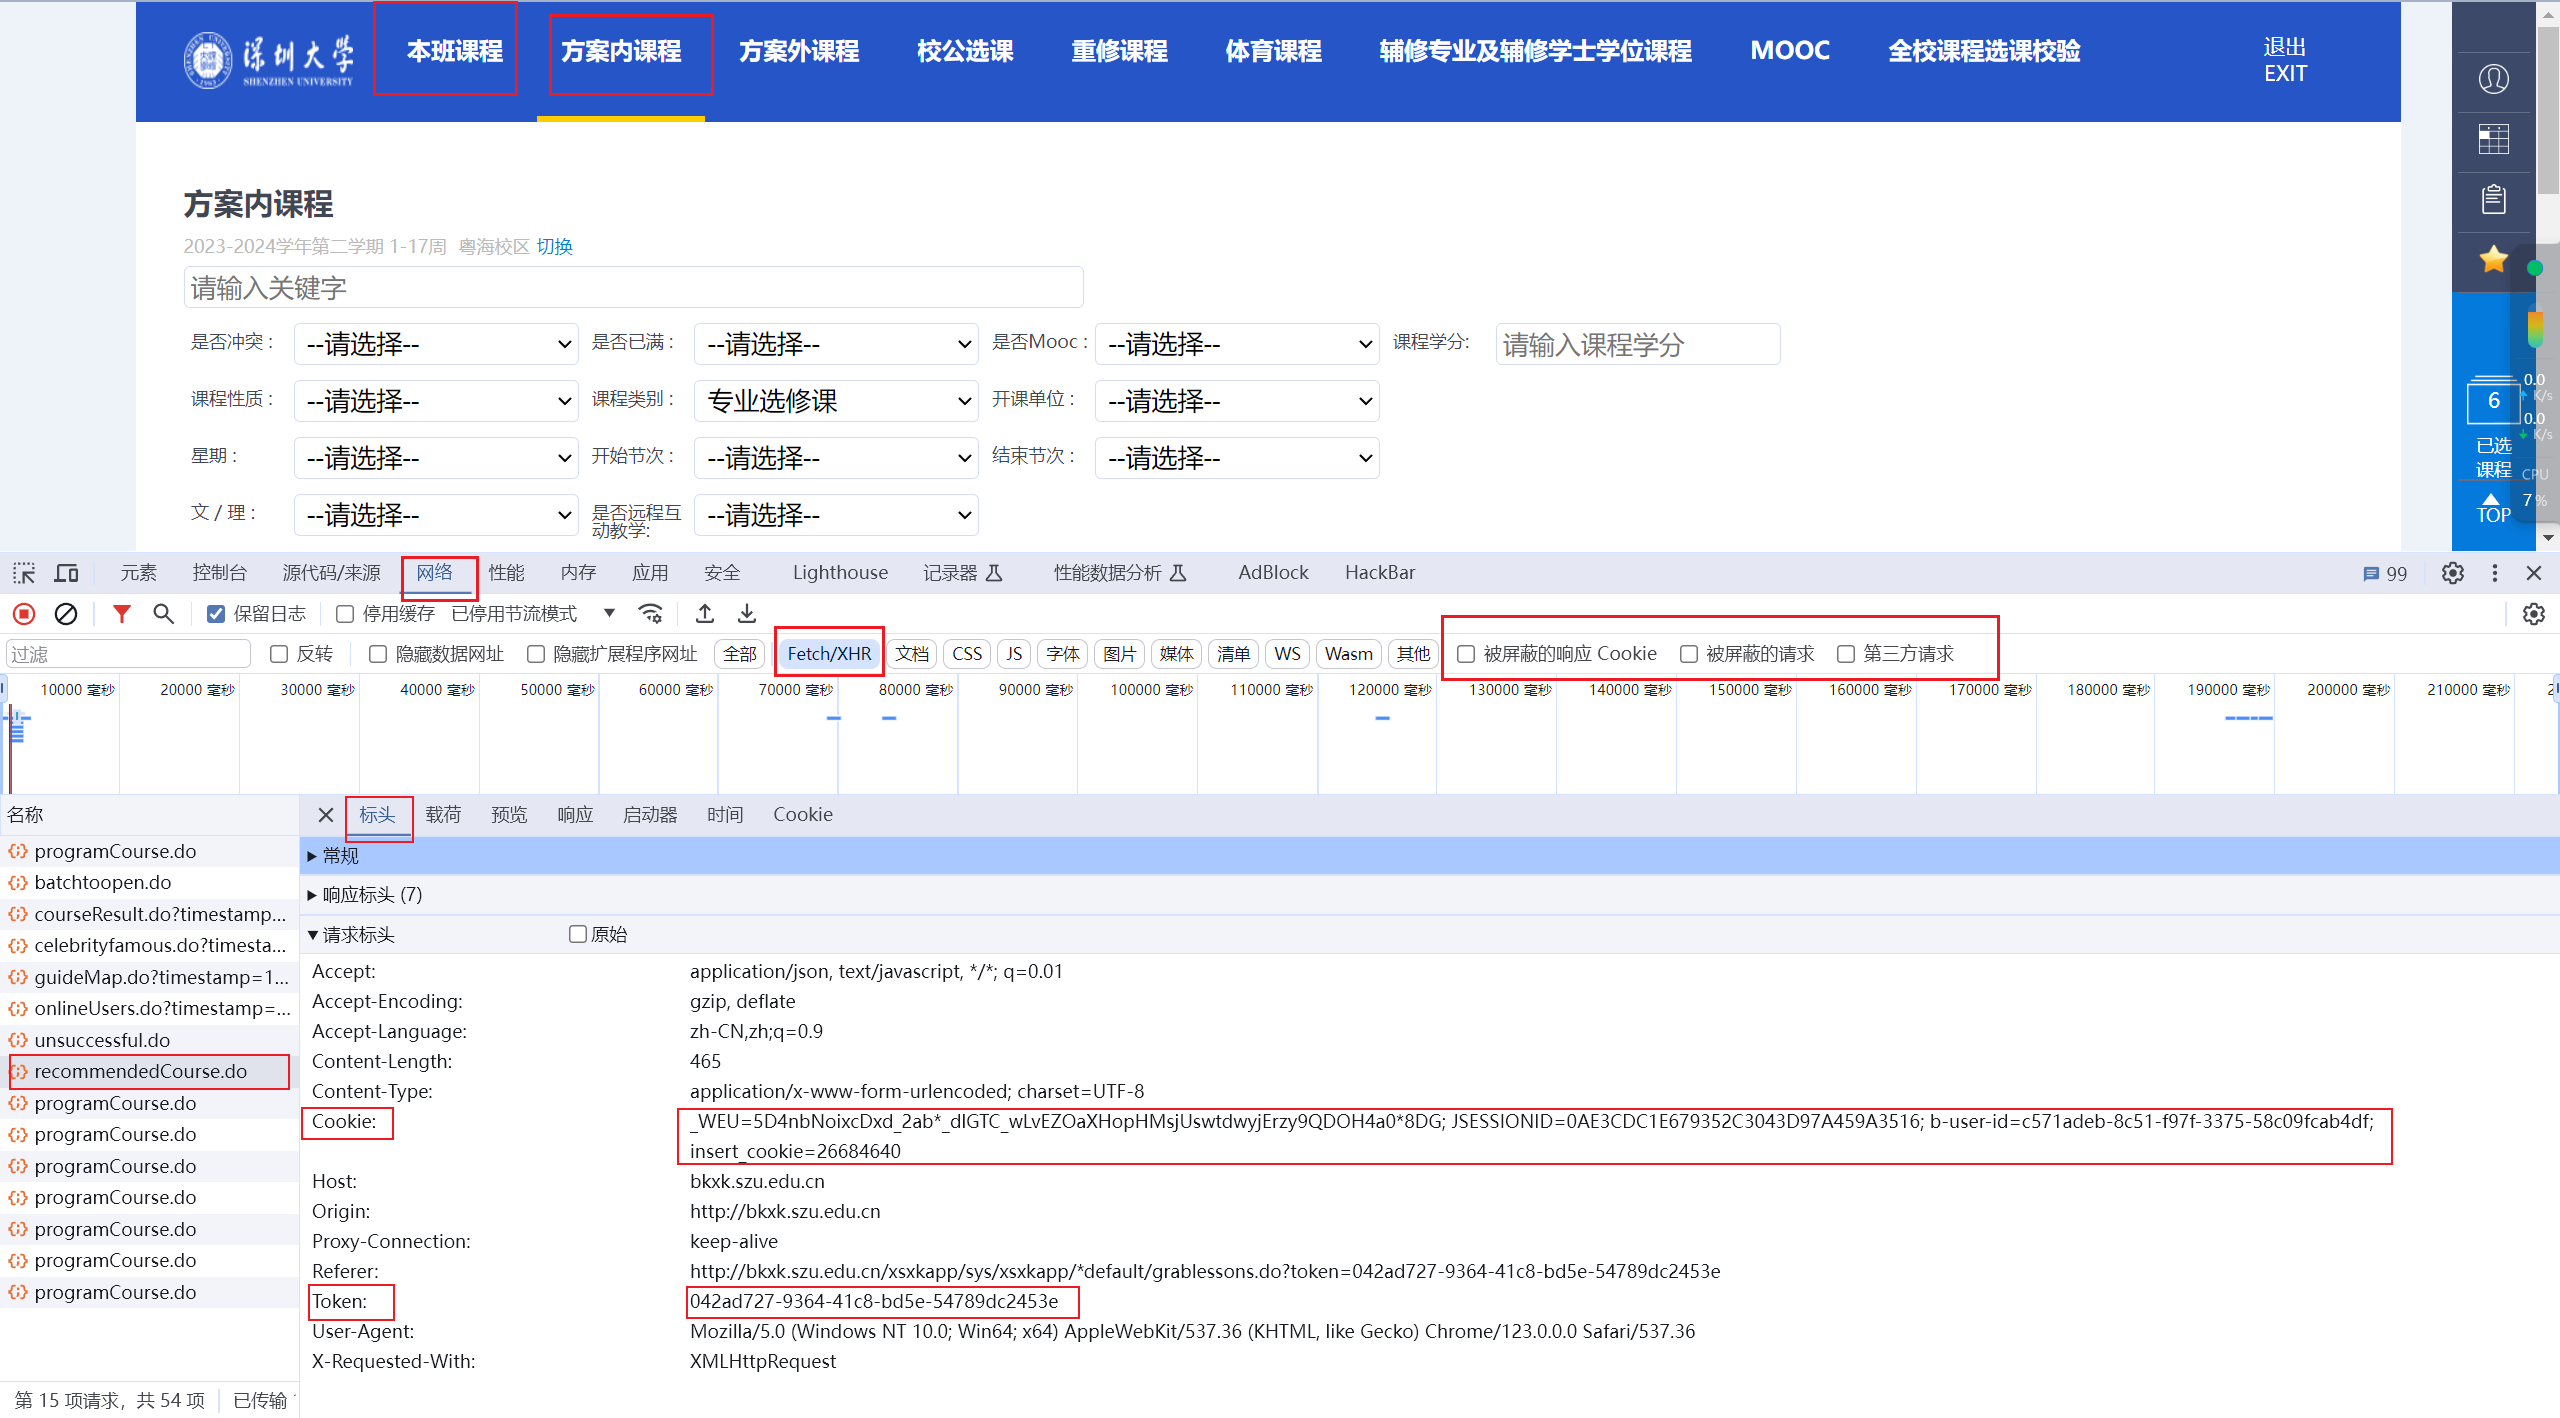 深圳大学
SHENZHEN UNIVERSITY
本班课程 方案内课程 方案外课程 校公选课 重修课程 体育课程 辅修专业及辅修学士学位课程 MOOC 全校课程选课校验
退出
EXIT
方案内课程
2023-2024学年第二学期 1-17周 粤海校区 切换
请输入关键字
是否冲突： --请选择-- 是否已满： --请选择-- 是否Mooc： --请选择-- 课程学分: 请输入课程学分
课程性质： --请选择-- 课程类别： 专业选修课 开课单位： --请选择--
星期： --请选择-- 开始节次： --请选择-- 结束节次： --请选择--
文 / 理： --请选择-- 是否远程互动教学: --请选择--
6
已选
课程
TOP
0.0
K/s
0.0
K/s
CPU
7%
元素 控制台 源代码/来源 网络 性能 内存 应用 安全 Lighthouse 记录器 性能数据分析 AdBlock HackBar 99
保留日志 停用缓存 已停用节流模式
过滤 反转 隐藏数据网址 隐藏扩展程序网址 全部 Fetch/XHR 文档 CSS JS 字体 图片 媒体 清单 WS Wasm 其他 被屏蔽的响应 Cookie 被屏蔽的请求 第三方请求
10000 毫秒 20000 毫秒 30000 毫秒 40000 毫秒 50000 毫秒 60000 毫秒 70000 毫秒 80000 毫秒 90000 毫秒 100000 毫秒 110000 毫秒 120000 毫秒 130000 毫秒 140000 毫秒 150000 毫秒 160000 毫秒 170000 毫秒 180000 毫秒 190000 毫秒 200000 毫秒 210000 毫秒
名称
programCourse.do
batchtoopen.do
courseResult.do?timestamp...
celebrityfamous.do?timesta...
guideMap.do?timestamp=1...
onlineUsers.do?timestamp=...
unsuccessful.do
recommendedCourse.do
programCourse.do
programCourse.do
programCourse.do
programCourse.do
programCourse.do
programCourse.do
programCourse.do
第 15 项请求，共 54 项 已传输
标头 载荷 预览 响应 启动器 时间 Cookie
常规
响应标头 (7)
请求标头 原始
Accept: application/json, text/javascript, */*; q=0.01
Accept-Encoding: gzip, deflate
Accept-Language: zh-CN,zh;q=0.9
Content-Length: 465
Content-Type: application/x-www-form-urlencoded; charset=UTF-8
Cookie: _WEU=5D4nbNoixcDxd_2ab*_dIGTC_wLvEZOaXHopHMsjUswtdwyjErzy9QDOH4a0*8DG; JSESSIONID=0AE3CDC1E679352C3043D97A459A3516; b-user-id=c571adeb-8c51-f97f-3375-58c09fcab4df;
insert_cookie=26684640
Host: bkxk.szu.edu.cn
Origin: http://bkxk.szu.edu.cn
Proxy-Connection: keep-alive
Referer: http://bkxk.szu.edu.cn/xsxkapp/sys/xsxkapp/*default/grablessons.do?token=042ad727-9364-41c8-bd5e-54789dc2453e
Token: 042ad727-9364-41c8-bd5e-54789dc2453e
User-Agent: Mozilla/5.0 (Windows NT 10.0; Win64; x64) AppleWebKit/537.36 (KHTML, like Gecko) Chrome/123.0.0.0 Safari/537.36
X-Requested-With: XMLHttpRequest